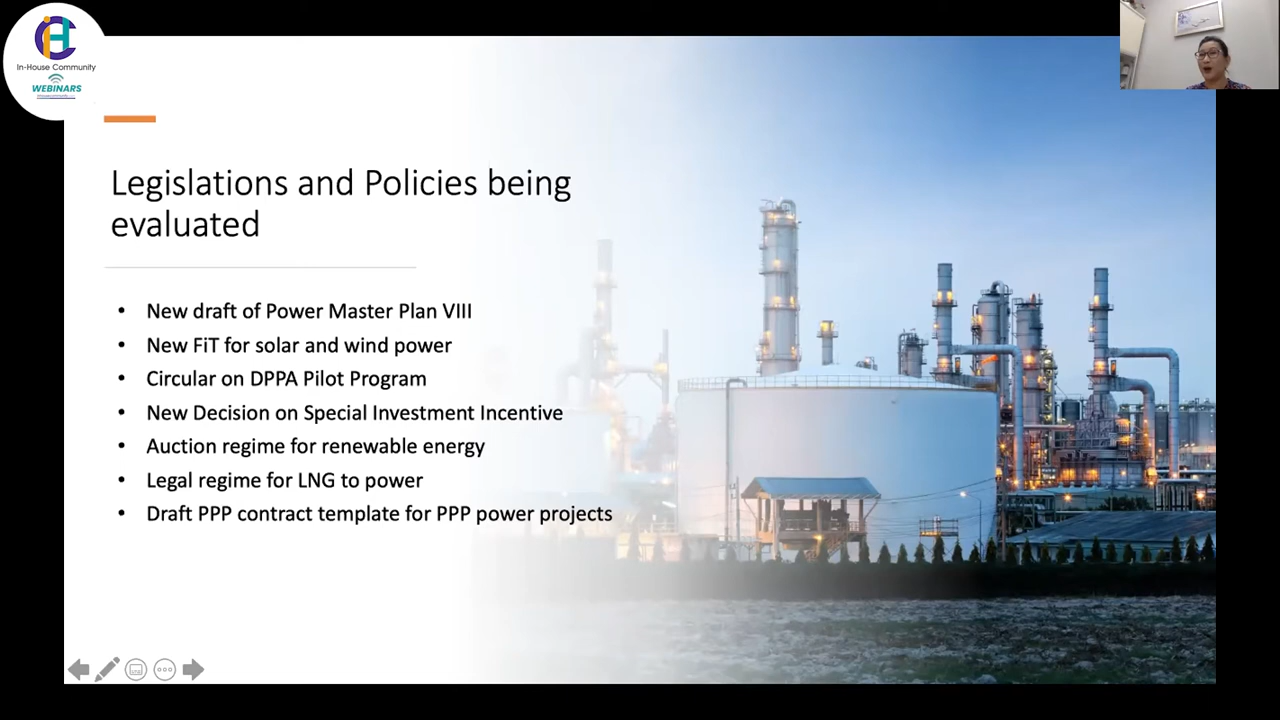 In-House Community
WEBINARS
Legislations and Policies being
evaluated
• New draft of Power Master Plan VIII
• New FiT for solar and wind power
• Circular on DPPA Pilot Program
• New Decision on Special Investment Incentive
• Auction regime for renewable energy
• Legal regime for LNG to power
• Draft PPP contract template for PPP power projects